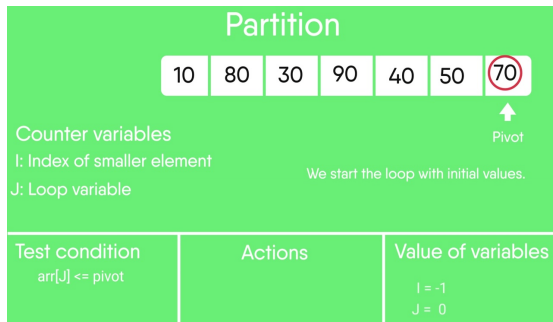 Partition
10 80 30 90 40 50 70
Pivot
Counter variables
I: Index of smaller element
J: Loop variable
We start the loop with initial values.
Test condition
arr[J] <= pivot
Actions
Value of variables
I = -1
J = 0